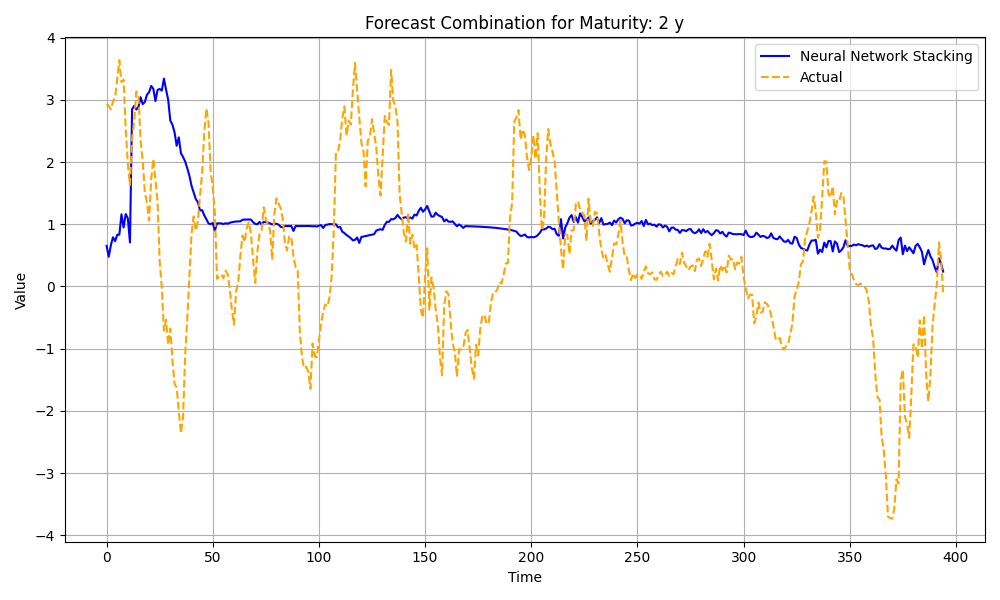 Forecast Combination for Maturity: 2 y
Neural Network Stacking
Actual
Value
4
3
2
1
0
−1
−2
−3
−4
0 50 100 150 200 250 300 350 400
Time